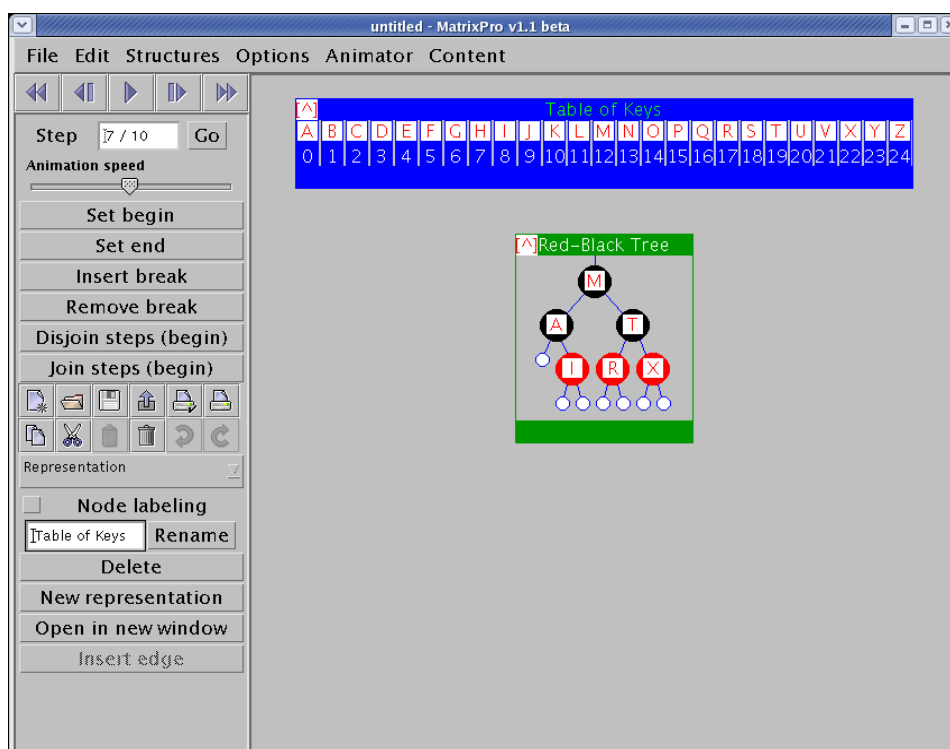 untitled - MatrixPro v1.1 beta
File Edit Structures Options Animator Content
Step 7 / 10 Go
Animation speed
Set begin
Set end
Insert break
Remove break
Disjoin steps (begin)
Join steps (begin)
Representation
Node labeling
Table of Keys Rename
Delete
New representation
Open in new window
Insert edge
[^] Table of Keys
A B C D E F G H I J K L M N O P Q R S T U V X Y Z
0 1 2 3 4 5 6 7 8 9 10 11 12 13 14 15 16 17 18 19 20 21 22 23 24
[^] Red-Black Tree
M
A T
I R X